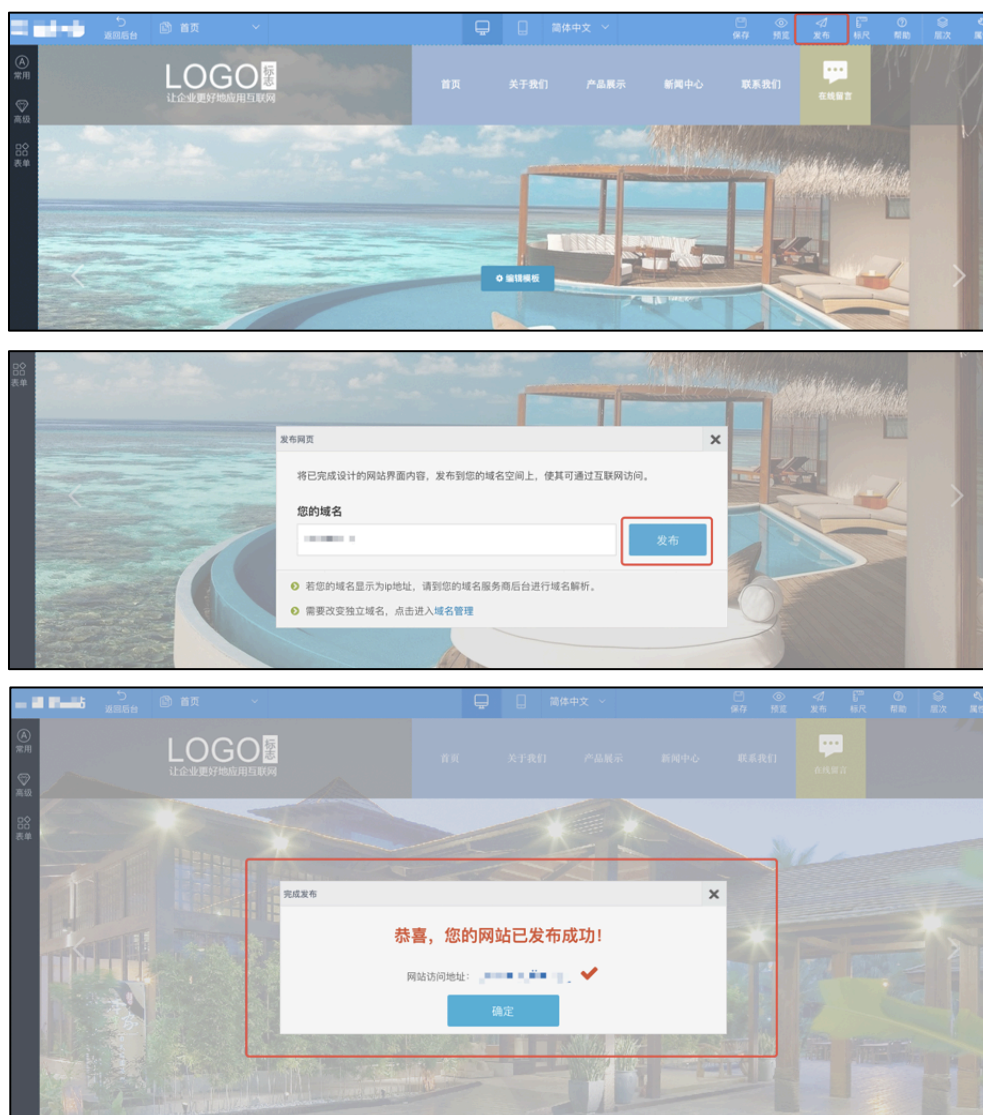 返回后台 首页 简体中文 保存 预览 发布 标尺 帮助 层次
常用
高级
表单
LOGO标志
让企业更好地应用互联网
首页 关于我们 产品展示 新闻中心 联系我们 在线留言
编辑模板
表单
发布网页
将已完成设计的网站界面内容，发布到您的域名空间上，使其可通过互联网访问。
您的域名
发布
若您的域名显示为ip地址，请到您的域名服务商后台进行域名解析。
需要改变独立域名，点击进入域名管理
返回后台 首页 简体中文 保存 预览 发布 标尺 帮助 层次 属性
常用
高级
表单
LOGO标志
让企业更好地应用互联网
首页 关于我们 产品展示 新闻中心 联系我们 在线留言
完成发布
恭喜，您的网站已发布成功！
网站访问地址：
确定